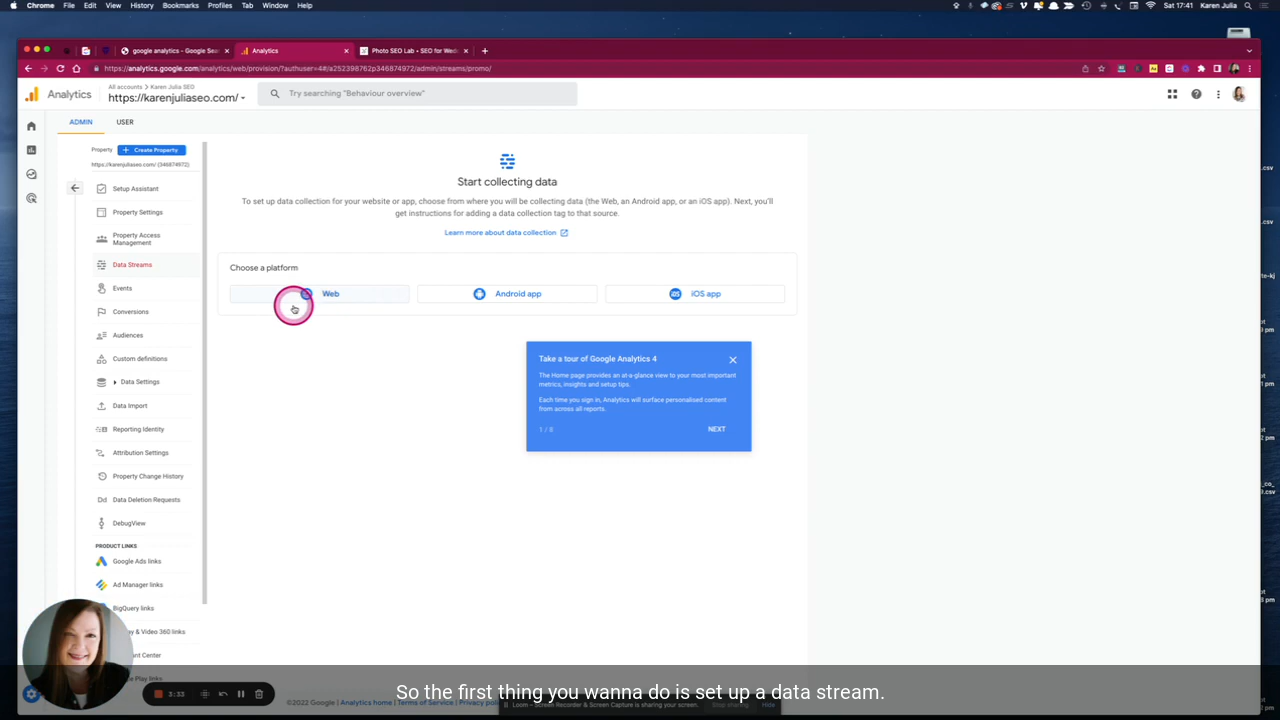 Chrome File Edit View History Bookmarks Profiles Tab Window Help
Sat 17:41 Karen Julia
google analytics - Google Sea
Analytics
Photo SEO Lab • SEO for Wed
https://analytics.google.com/analytics/web/provision/?authuser=4#/a252398762p346874972/admin/streams/promo/
Analytics
All accounts > Karen Julia SEO
https://karenjuliaseo.com/
Try searching "Behaviour overview"
ADMIN USER
Property + Create Property
https://karenjuliaseo.com/ (346874972)
Setup Assistant
Property Settings
Property Access
Management
Data Streams
Events
Conversions
Audiences
Custom definitions
Data Settings
Data Import
Reporting Identity
Attribution Settings
Property Change History
Dd Data Deletion Requests
DebugView
PRODUCT LINKS
Google Ads links
Ad Manager links
BigQuery links
y & Video 360 links
ant Center
le Play links
Start collecting data
To set up data collection for your website or app, choose from where you will be collecting data (the Web, an Android app, or an iOS app). Next, you'll
get instructions for adding a data collection tag to that source.
Learn more about data collection
Choose a platform
Web
Android app
iOS app
Take a tour of Google Analytics 4
The Home page provides an at-a-glance view to your most important
metrics, insights and setup tips.
Each time you sign in, Analytics will surface personalised content
from across all reports.
1 / 8 NEXT
3:33
So the first thing you wanna do is set up a data stream.
©2022 Google | Analytics home | Terms of Service | Privacy pol
Loom – Screen Recorder & Screen Capture is sharing your screen. Stop sharing Hide